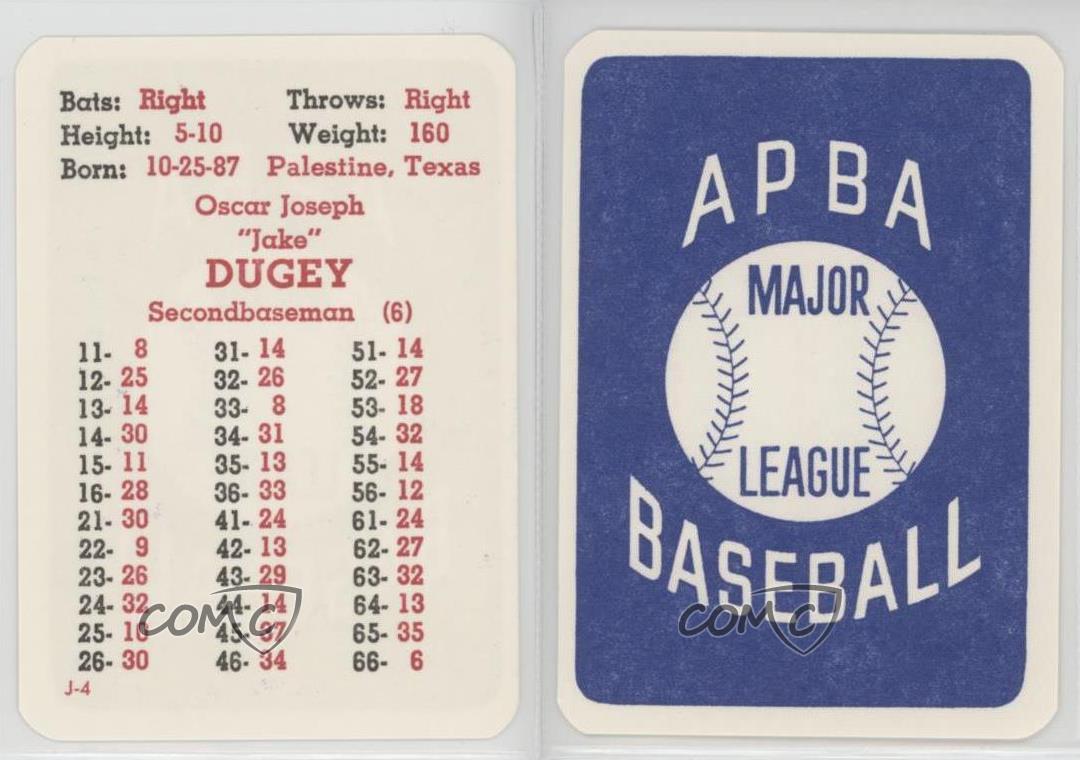 Bats: Right Throws: Right
Height: 5-10 Weight: 160
Born: 10-25-87 Palestine, Texas
Oscar Joseph
"Jake"
DUGEY
Secondbaseman (6)
11- 8 31- 14 51- 14
12- 25 32- 26 52- 27
13- 14 33- 8 53- 18
14- 30 34- 31 54- 32
15- 11 35- 13 55- 14
16- 28 36- 33 56- 12
21- 30 41- 24 61- 24
22- 9 42- 13 62- 27
23- 26 43- 29 63- 32
24- 32 44- 14 64- 13
25- 10 45- 37 65- 35
26- 30 46- 34 66- 6
J-4
COMC
APBA
MAJOR
LEAGUE
BASEBALL
COMC